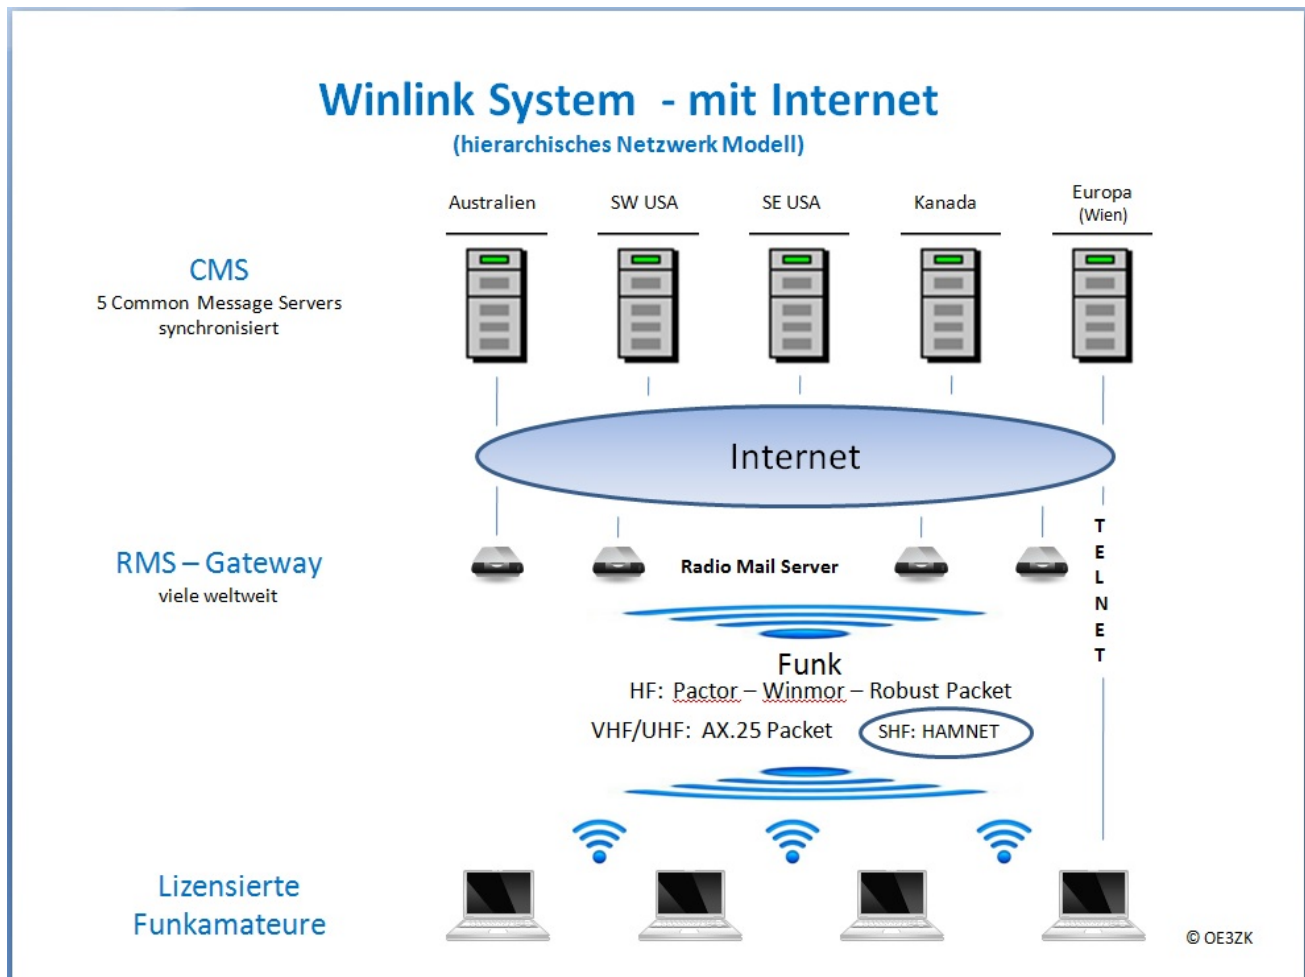 Winlink System - mit Internet
(hierarchisches Netzwerk Modell)
Australien
SW USA
SE USA
Kanada
Europa
(Wien)
CMS
5 Common Message Servers
synchronisiert
Internet
RMS – Gateway
viele weltweit
Radio Mail Server
TELNET
Funk
HF: Pactor – Winmor – Robust Packet
VHF/UHF: AX.25 Packet
SHF: HAMNET
Lizensierte
Funkamateure
© OE3ZK